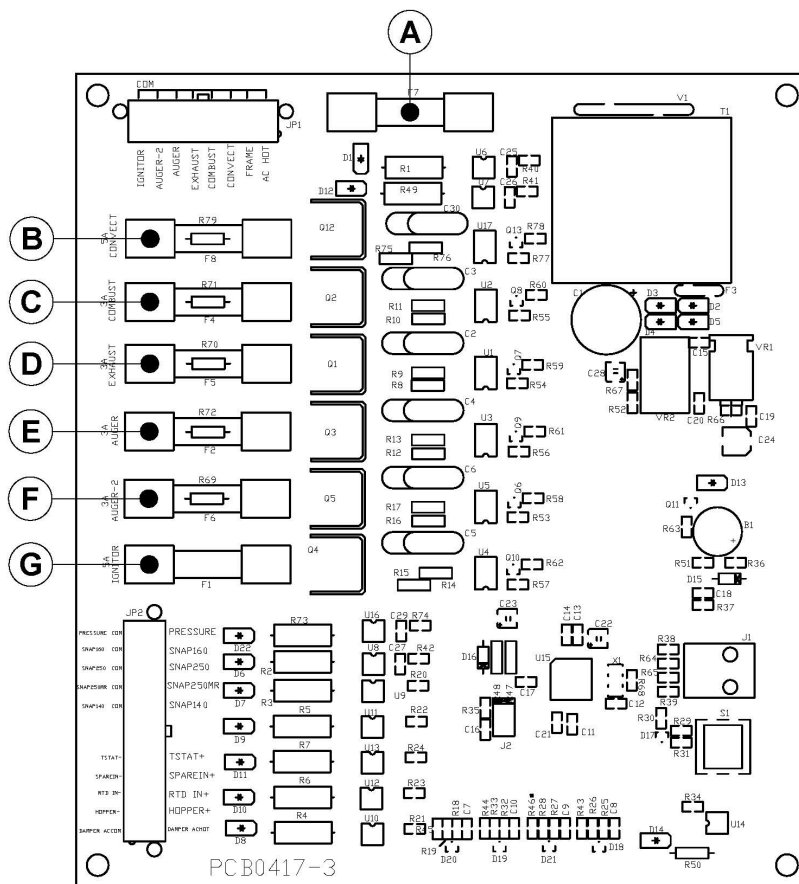 A
COM
F7
V1
T1
JP1
IGNITOR
AUGER-2
AUGER
EXHAUST
COMBUST
CONVECT
FRAME
AC HOT
D1
R1
U6
C25
R40
D12
R49
U7
C26
R41
B
5A
CONVECT
R79
F8
Q12
C30
R75
R76
U17
Q13
R78
R77
C
3A
COMBUST
R71
F4
Q2
C3
R11
R10
U2
Q8
R60
R55
C1
+
D3
D2
F3
D4
D5
D
3A
EXHAUST
R70
F5
Q1
C2
R9
R8
U1
Q7
R59
R54
C28
R67
R52
VR2
C15
VR1
C20
R66
C19
C24
E
3A
AUGER
R72
F2
Q3
C4
R13
R12
U3
Q9
R61
R56
F
3A
AUGER-2
R69
F6
Q5
C6
R17
R16
U5
Q6
R58
R53
D13
Q11
R63
B1
+
G
5A
IGNITOR
F1
Q4
C5
R15
R14
U4
Q10
R62
R57
R51
R36
D15
C18
R37
JP2
PRESSURE COM
PRESSURE
D22
R73
U16
C29
R74
C23
C14
C13
C22
SNAP160 COM
SNAP160
D6
R2
U8
C27
R42
D16
U15
X1
R38
J1
SNAP250 COM
SNAP250
R64
R65
R68
SNAP250MR COM
SNAP250MR
D7
R3
U9
R20
C17
C12
R39
SNAP140 COM
SNAP140
R48
R47
R35
C16
J2
C21
C11
R30
R29
D17
R31
S1
D9
R5
U11
R22
TSTAT-
TSTAT+
D11
R7
U13
R24
SPAREIN-
SPAREIN+
RTD IN-
RTD IN+
D10
R6
U12
R23
HOPPER-
HOPPER+
R34
U14
DAMPER ACCOM
DAMPER ACHOT
D8
R4
U10
R21
R45
R18
C7
R44
R33
R32
C10
R46
R28
R27
C9
R43
R26
R25
C8
R19
D20
D19
D21
D18
D14
R50
PCB0417-3